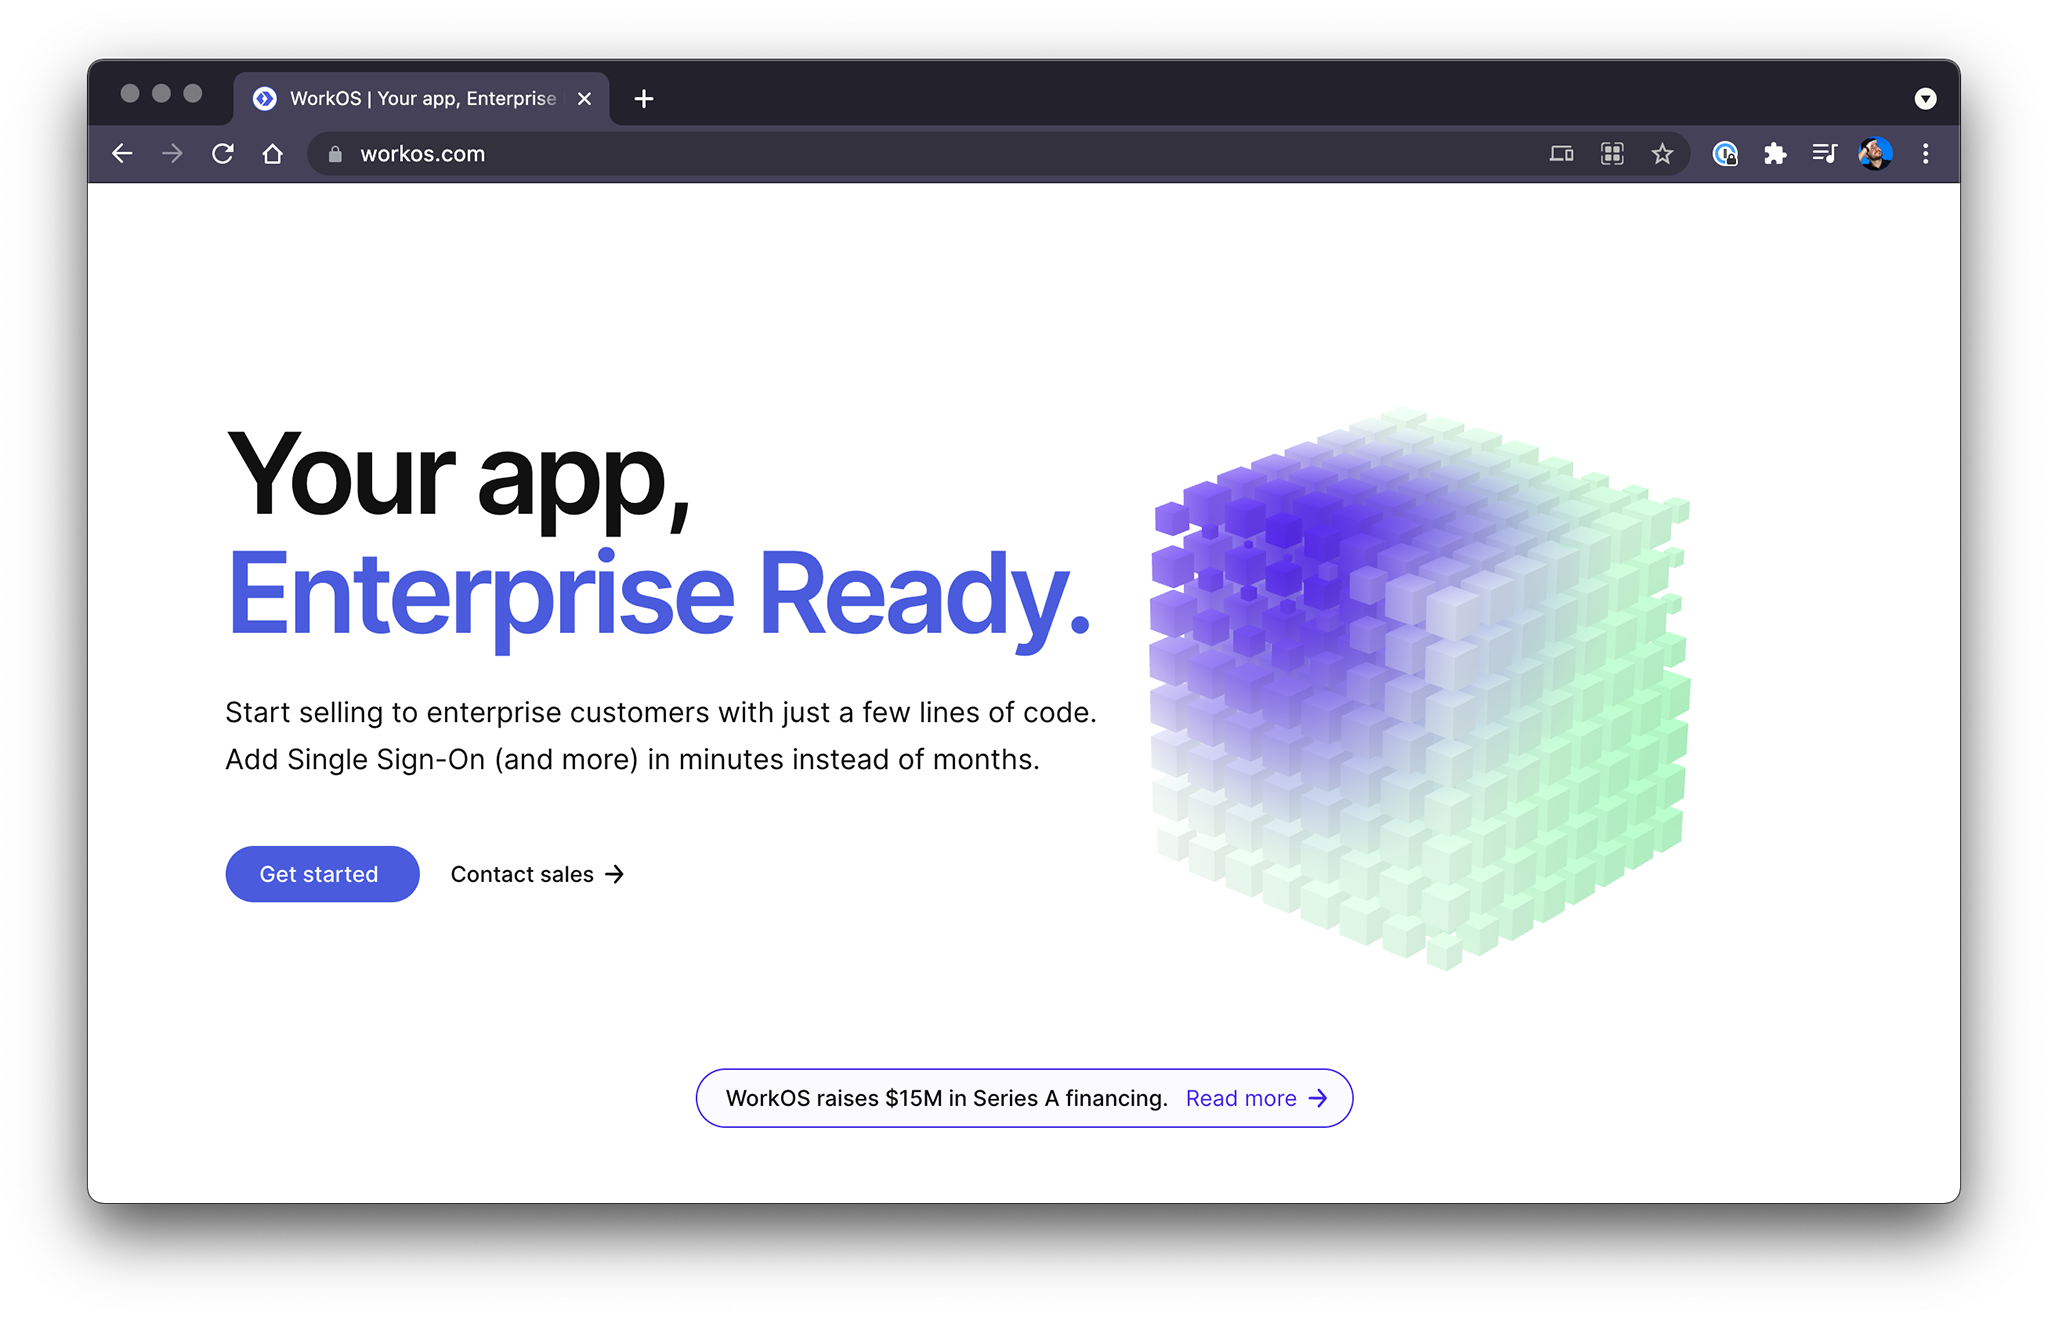 WorkOS | Your app, Enterprise
workos.com
Your app,
Enterprise Ready.
Start selling to enterprise customers with just a few lines of code.
Add Single Sign-On (and more) in minutes instead of months.
Get started
Contact sales →
WorkOS raises $15M in Series A financing. Read more →